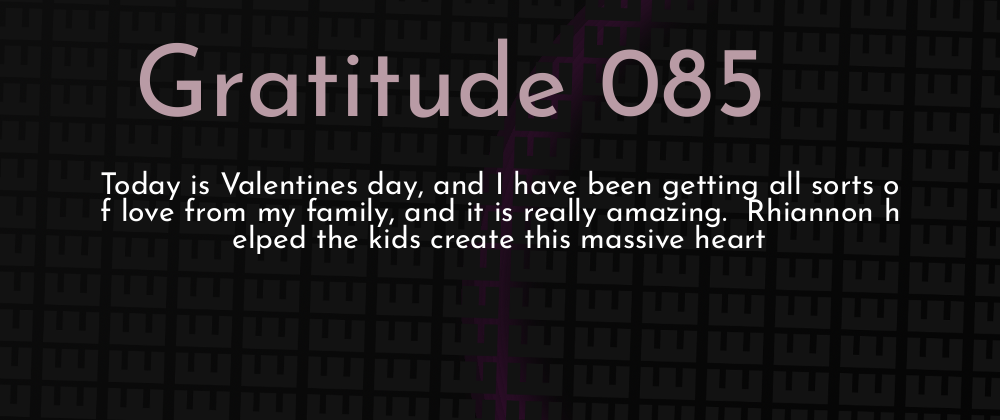 Gratitude 085
Today is Valentines day, and I have been getting all sorts o
f love from my family, and it is really amazing.  Rhiannon h
elped the kids create this massive heart